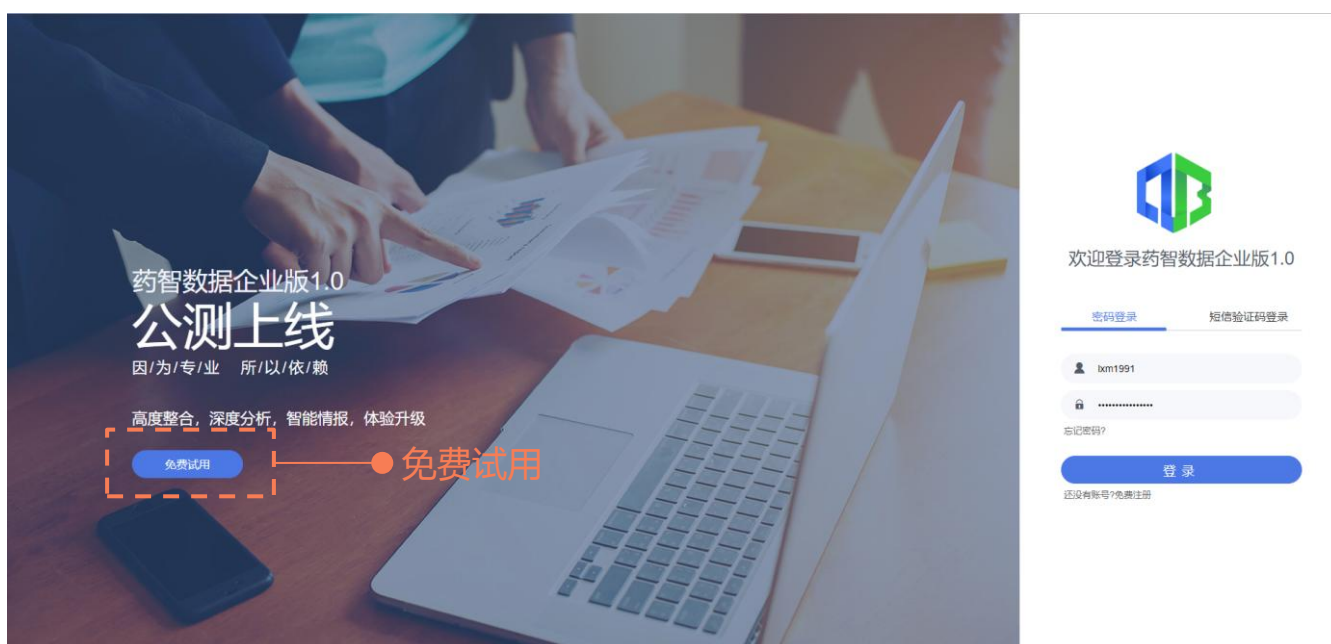 药智数据企业版1.0
公测上线
因/为/专/业 所/以/依/赖
高度整合，深度分析，智能情报，体验升级
免费试用
免费试用
欢迎登录药智数据企业版1.0
密码登录 短信验证码登录
lxm1991
••••••••••••••••
忘记密码?
登 录
还没有账号?免费注册